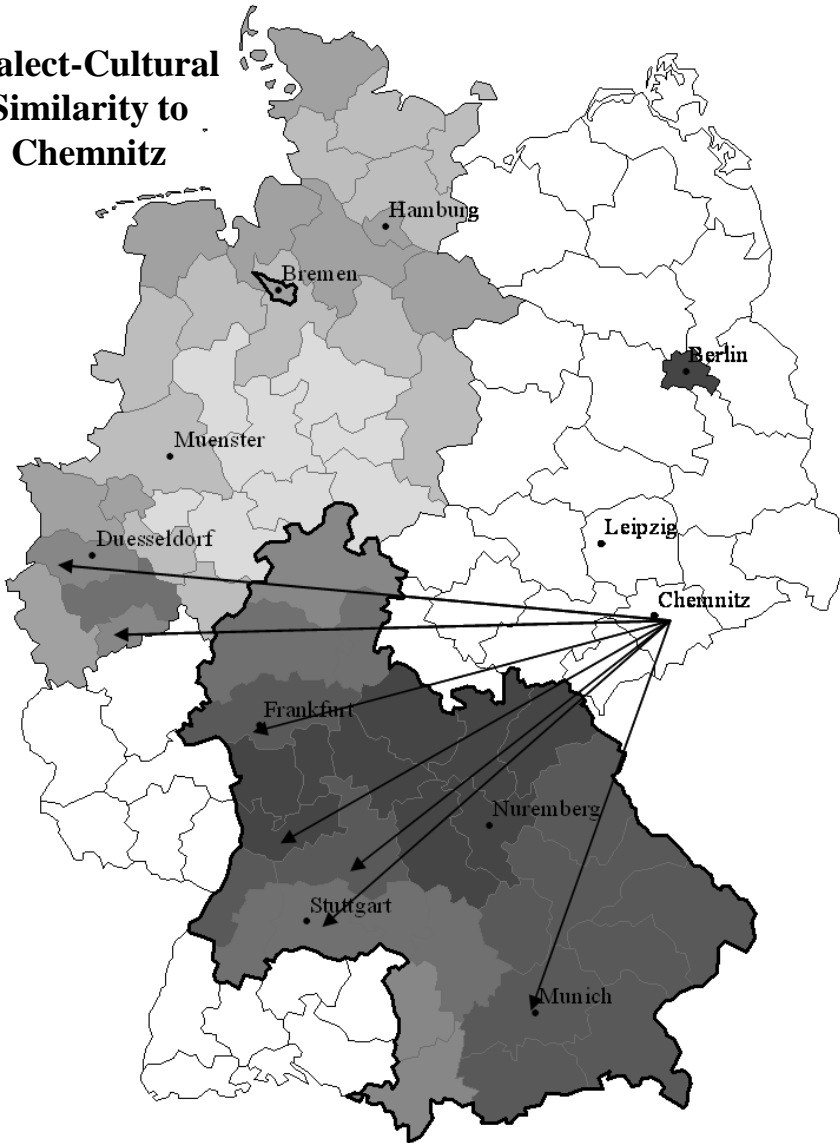 alect-Cultural
Similarity to
Chemnitz
Hamburg
Bremen
Berlin
Muenster
Leipzig
Duesseldorf
Chemnitz
Frankfurt
Nuremberg
Stuttgart
Munich